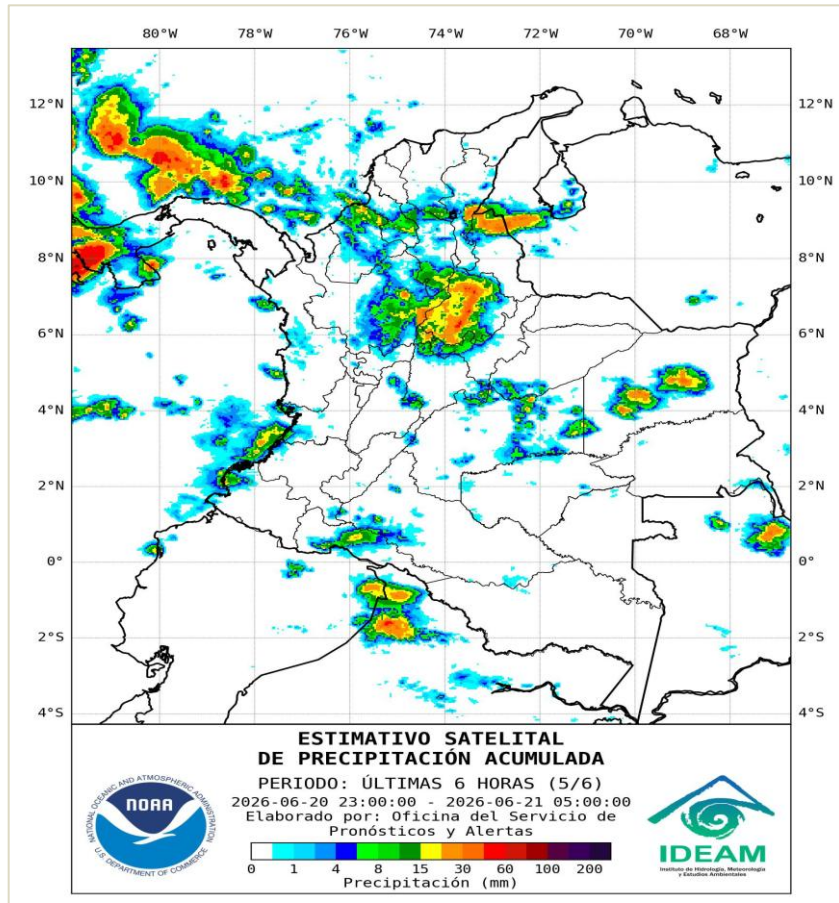 80°W 78°W 76°W 74°W 72°W 70°W 68°W
12°N 12°N
10°N 10°N
8°N 8°N
6°N 6°N
4°N 4°N
2°N 2°N
0° 0°
2°S 2°S
4°S 4°S
ESTIMATIVO SATELITAL
DE PRECIPITACIÓN ACUMULADA
PERIODO: ÚLTIMAS 6 HORAS (5/6)
2026-06-20 23:00:00 - 2026-06-21 05:00:00
Elaborado por: Oficina del Servicio de
Pronósticos y Alertas
0 1 4 8 15 30 60 100 200
Precipitación (mm)
NATIONAL OCEANIC AND ATMOSPHERIC ADMINISTRATION
NOAA
U.S. DEPARTMENT OF COMMERCE
IDEAM
Instituto de Hidrología, Meteorología
y Estudios Ambientales